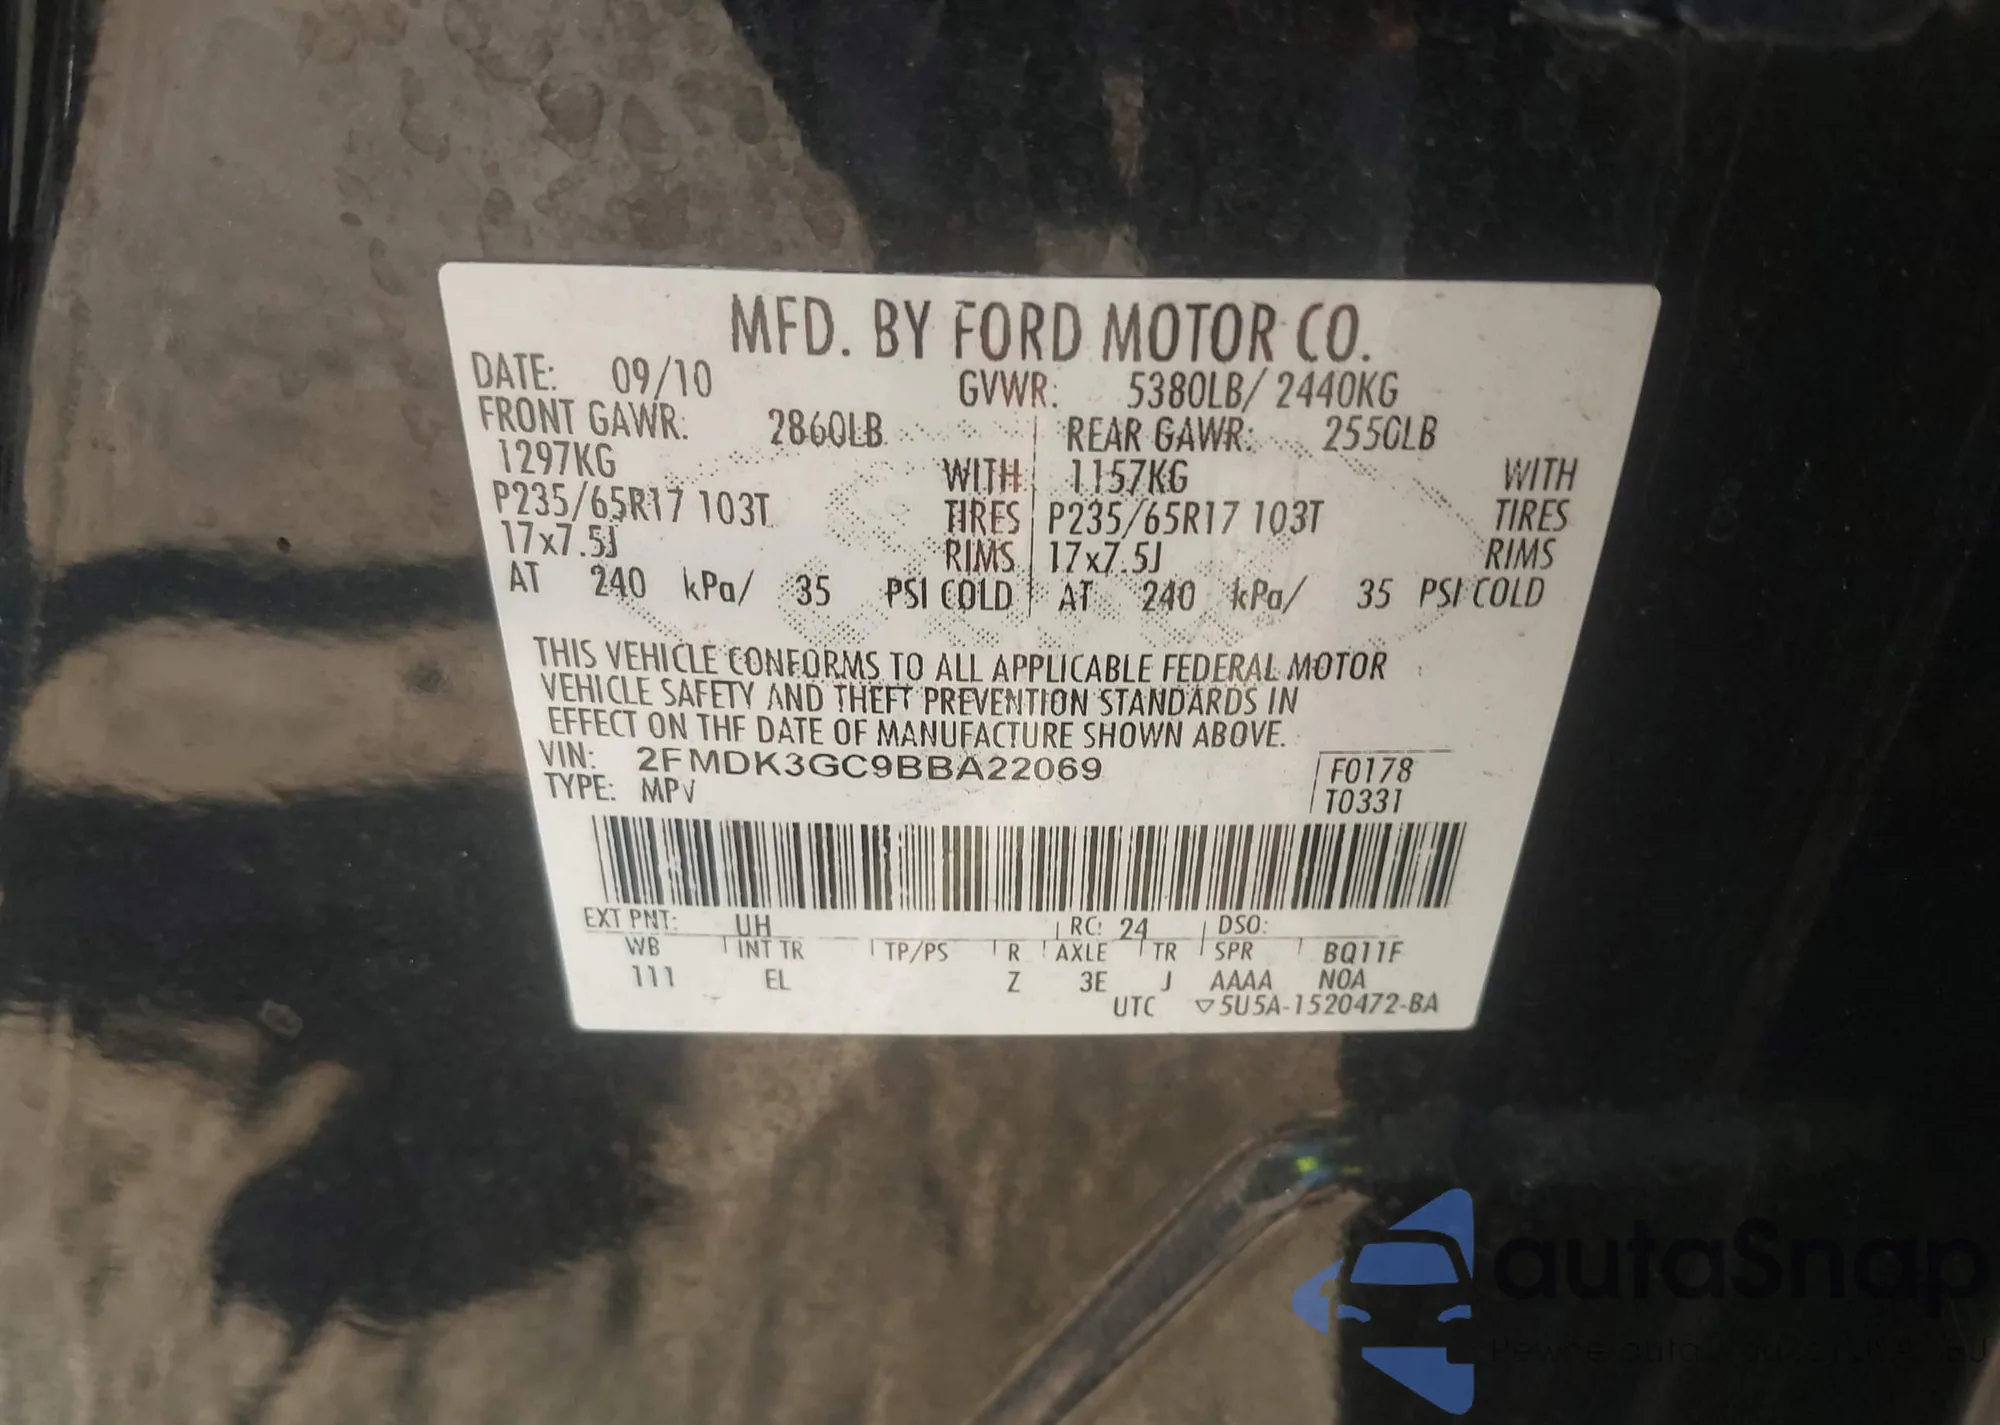 MFD. BY FORD MOTOR CO.
DATE: 09/10 GVWR: 5380LB/ 2440KG
FRONT GAWR: 2860LB REAR GAWR: 2550LB
1297KG WITH 1157KG WITH
P235/65R17 103T TIRES P235/65R17 103T TIRES
17x7.5J RIMS 17x7.5J RIMS
AT 240 kPa/ 35 PSI COLD AT 240 kPa/ 35 PSI COLD
THIS VEHICLE CONFORMS TO ALL APPLICABLE FEDERAL MOTOR
VEHICLE SAFETY AND THEFT PREVENTION STANDARDS IN
EFFECT ON THE DATE OF MANUFACTURE SHOWN ABOVE.
VIN: 2FMDK3GC9BBA22069 F0178
TYPE: MPV T0331
EXT PNT: UH RC: 24 DSO:
WB INT TR TP/PS R AXLE TR SPR BQ11F
111 EL Z 3E J AAAA NOA
UTC ▽5U5A-1520472-BA
autaSnap